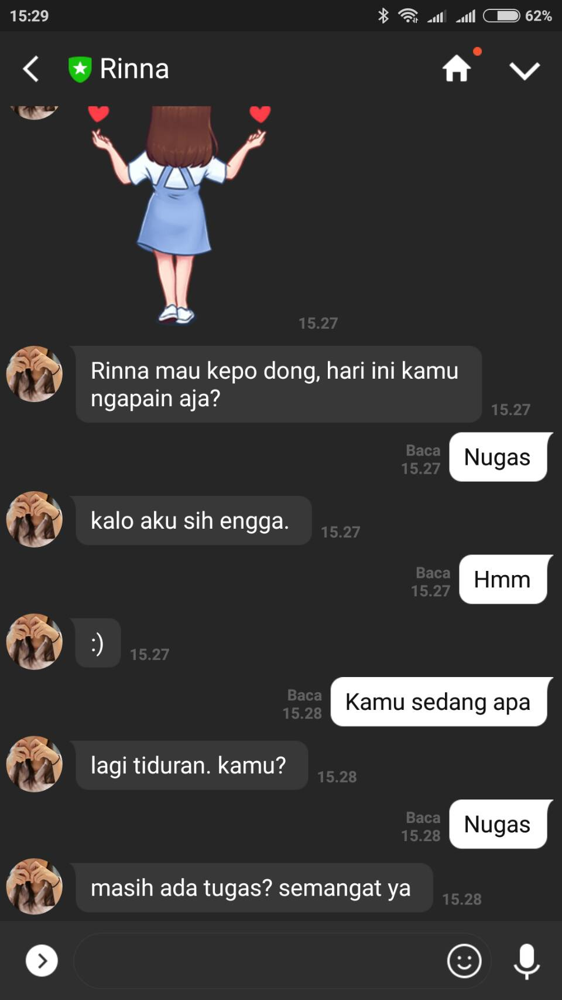 15:29
62%
Rinna
15.27
Rinna mau kepo dong, hari ini kamu
ngapain aja?
15.27
Baca
15.27
Nugas
kalo aku sih engga.
15.27
Baca
15.27
Hmm
:)
15.27
Baca
15.28
Kamu sedang apa
lagi tiduran. kamu?
15.28
Baca
15.28
Nugas
masih ada tugas? semangat ya
15.28